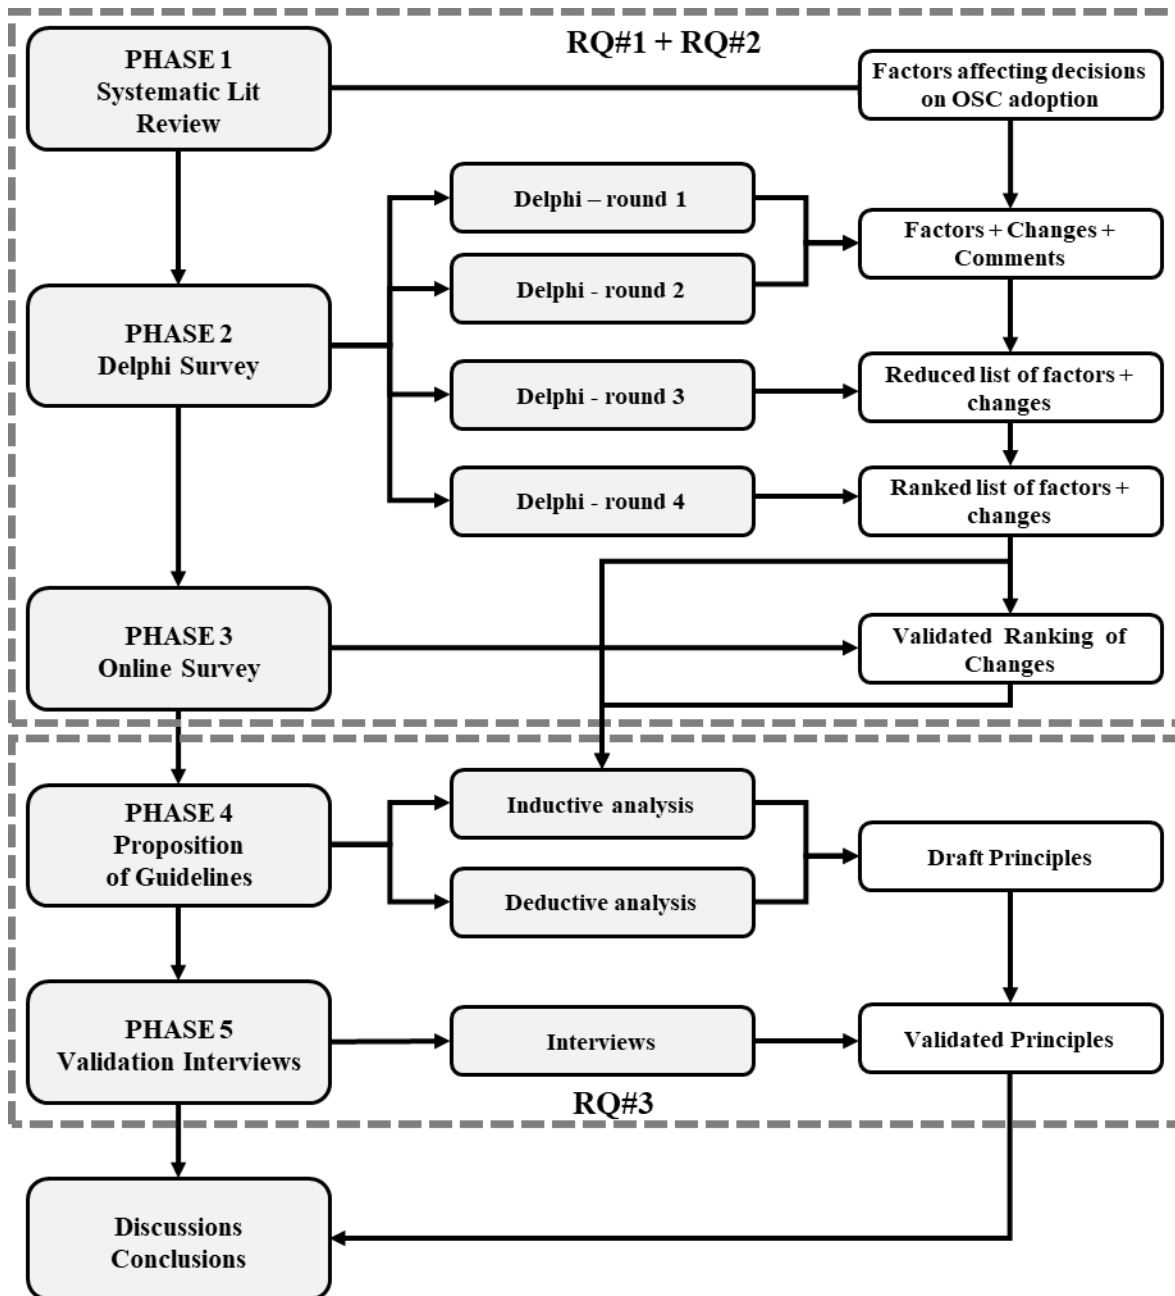 RQ#1 + RQ#2
PHASE 1
Systematic Lit
Review
Factors affecting decisions
on OSC adoption
Delphi – round 1
Factors + Changes +
Comments
Delphi - round 2
PHASE 2
Delphi Survey
Delphi - round 3
Reduced list of factors +
changes
Delphi - round 4
Ranked list of factors +
changes
PHASE 3
Online Survey
Validated Ranking of
Changes
PHASE 4
Proposition
of Guidelines
Inductive analysis
Deductive analysis
Draft Principles
PHASE 5
Validation Interviews
Interviews
Validated Principles
RQ#3
Discussions
Conclusions